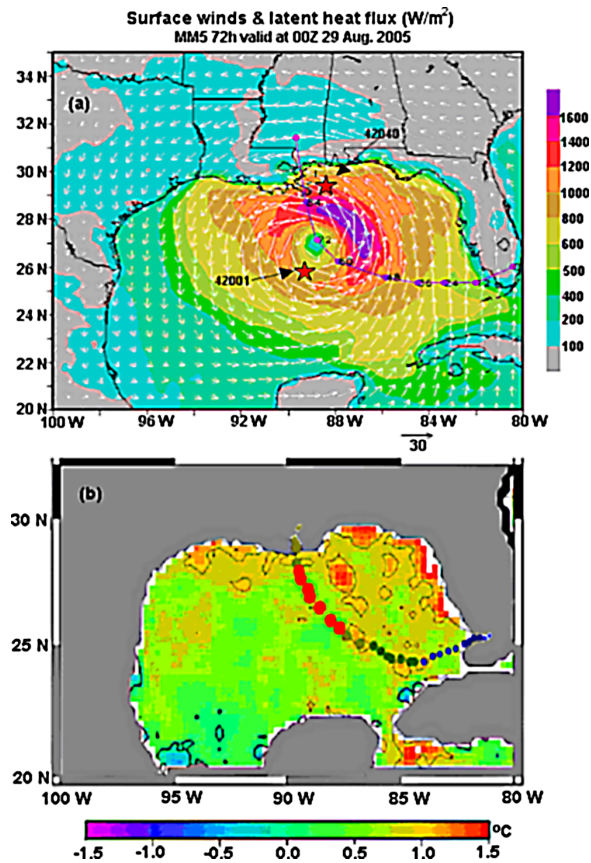 Surface winds & latent heat flux (W/m²)
MM5 72h valid at 00Z 29 Aug. 2005
34 N
32 N
30 N
28 N
26 N
24 N
22 N
20 N
(a)
42040
42001
48
24
100 W
96 W
92 W
88 W
84 W
80 W
30
1600
1400
1200
1000
800
600
500
400
200
100
(b)
30 N
25 N
20 N
100 W
95 W
90 W
85 W
80 W
-1.5
-1.0
-0.5
0.0
0.5
1.0
1.5
°C